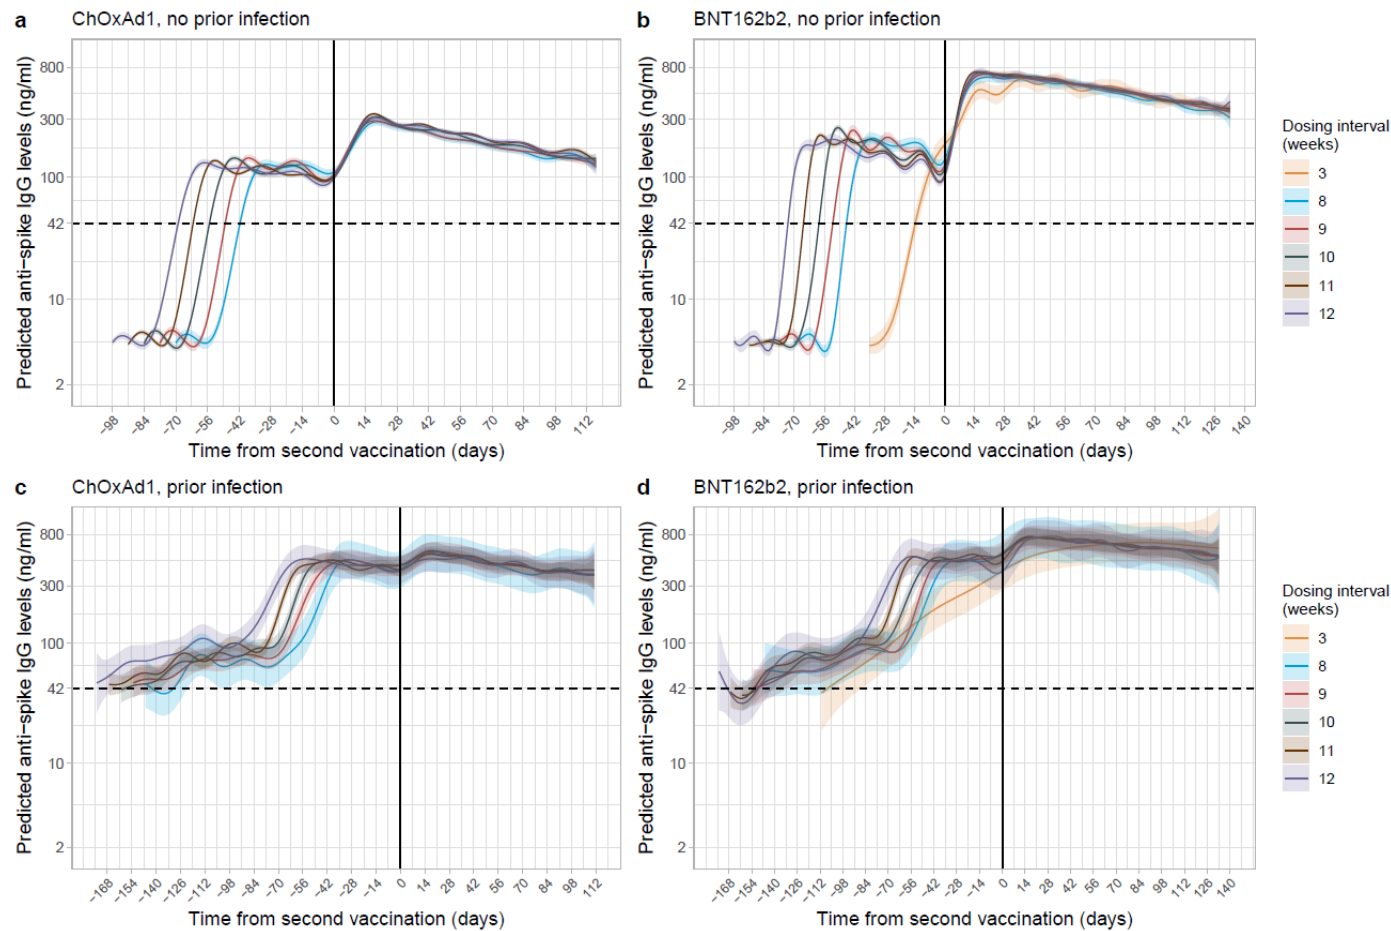 a ChOxAd1, no prior infection
Predicted anti−spike IgG levels (ng/ml)
800
300
100
42
10
2
−98 −84 −70 −56 −42 −28 −14 0 14 28 42 56 70 84 98 112
Time from second vaccination (days)
b BNT162b2, no prior infection
Predicted anti−spike IgG levels (ng/ml)
800
300
100
42
10
2
−98 −84 −70 −56 −42 −28 −14 0 14 28 42 56 70 84 98 112 126 140
Time from second vaccination (days)
Dosing interval
(weeks)
3
8
9
10
11
12
c ChOxAd1, prior infection
Predicted anti−spike IgG levels (ng/ml)
800
300
100
42
10
2
−168 −154 −140 −126 −112 −98 −84 −70 −56 −42 −28 −14 0 14 28 42 56 70 84 98 112
Time from second vaccination (days)
d BNT162b2, prior infection
Predicted anti−spike IgG levels (ng/ml)
800
300
100
42
10
2
−168 −154 −140 −126 −112 −98 −84 −70 −56 −42 −28 −14 0 14 28 42 56 70 84 98 112 126 140
Time from second vaccination (days)
Dosing interval
(weeks)
3
8
9
10
11
12